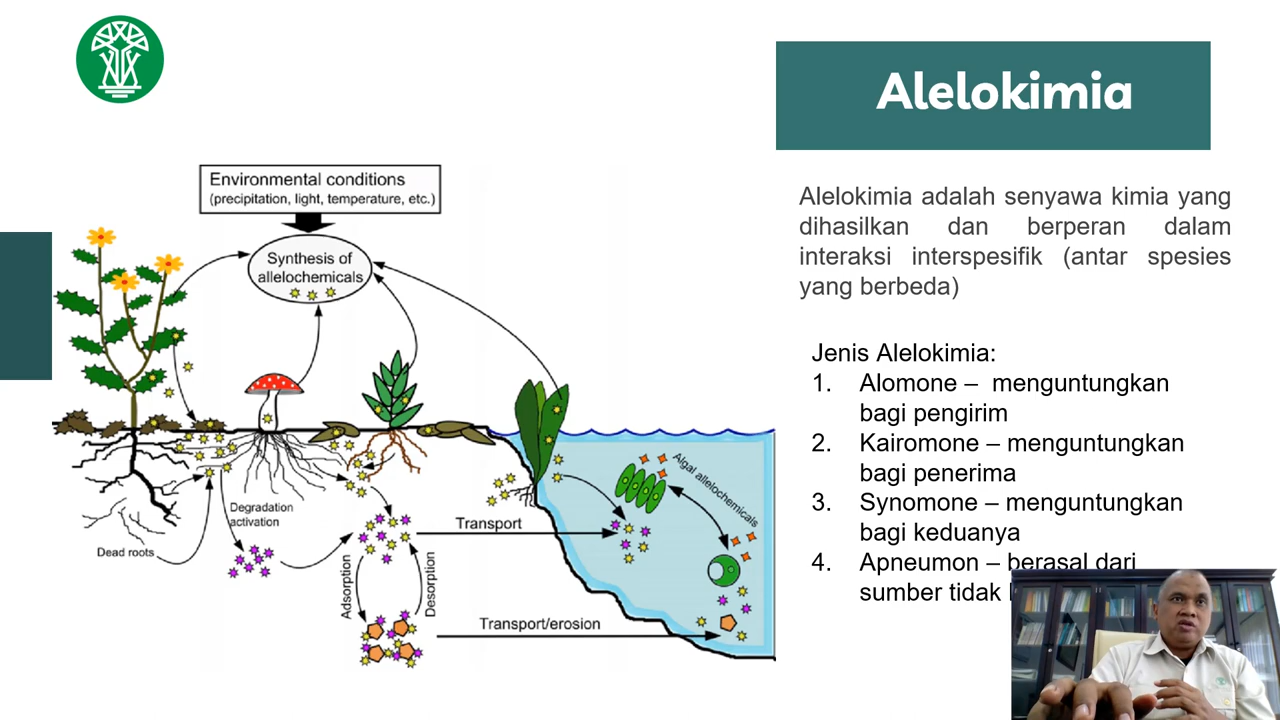 Alelokimia
Alelokimia adalah senyawa kimia yang
dihasilkan dan berperan dalam
interaksi interspesifik (antar spesies
yang berbeda)
Jenis Alelokimia:
1. Alomone – menguntungkan
bagi pengirim
2. Kairomone – menguntungkan
bagi penerima
3. Synomone – menguntungkan
bagi keduanya
4. Apneumon – berasal dari
sumber tidak
Environmental conditions
(precipitation, light, temperature, etc.)
Synthesis of
allelochemicals
Degradation
activation
Dead roots
Adsorption
Desorption
Transport
Transport/erosion
Algal allelochemicals